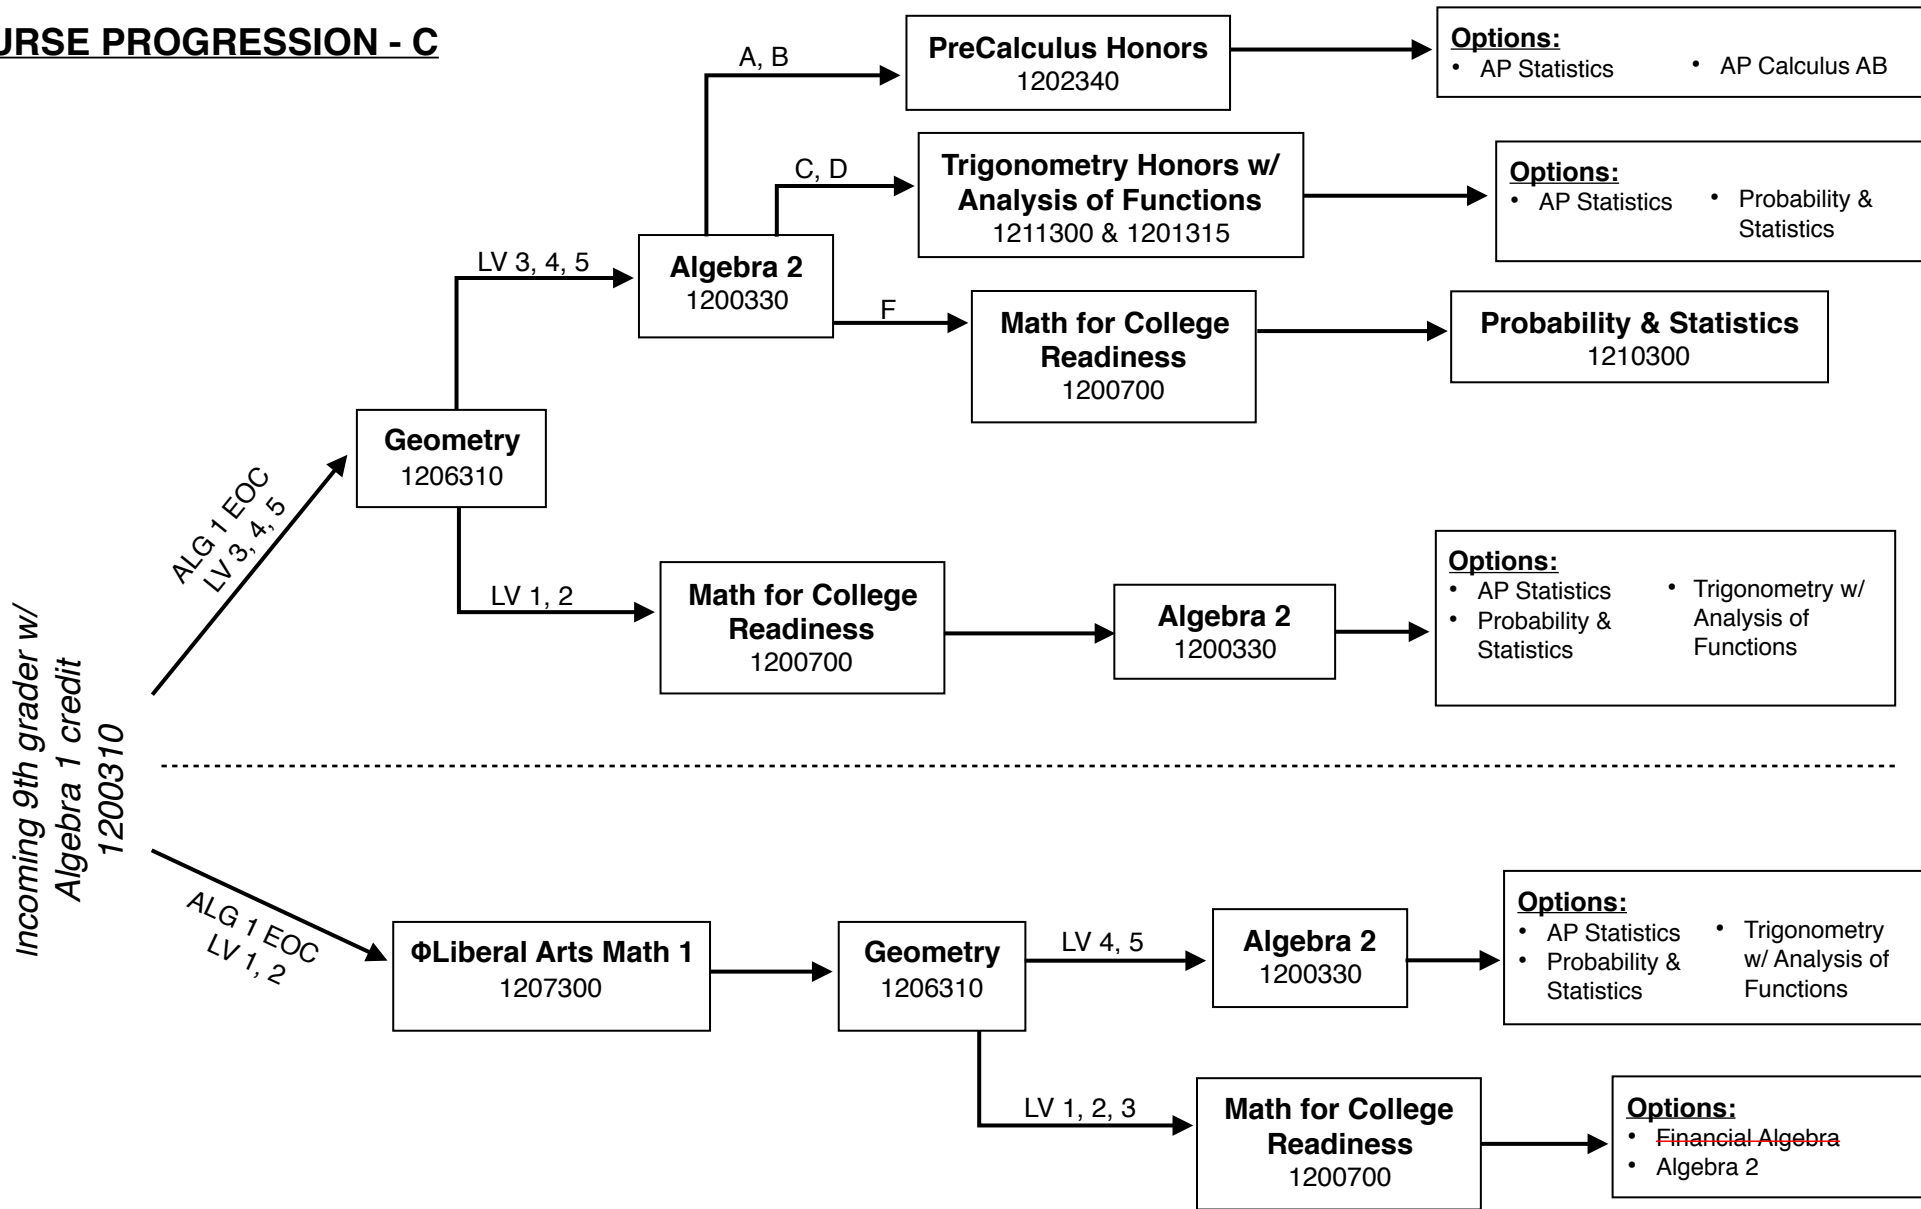 URSE PROGRESSION - C
A, B
PreCalculus Honors
1202340
Options:
• AP Statistics
• AP Calculus AB
C, D
Trigonometry Honors w/
Analysis of Functions
1211300 & 1201315
Options:
• AP Statistics
• Probability &
Statistics
LV 3, 4, 5
Algebra 2
1200330
F
Math for College
Readiness
1200700
Probability & Statistics
1210300
Geometry
1206310
ALG 1 EOC
LV 3, 4, 5
LV 1, 2
Math for College
Readiness
1200700
Algebra 2
1200330
Options:
• AP Statistics
• Probability &
Statistics
• Trigonometry w/
Analysis of
Functions
Incoming 9th grader w/
Algebra 1 credit
1200310
ALG 1 EOC
LV 1, 2
ΦLiberal Arts Math 1
1207300
Geometry
1206310
LV 4, 5
Algebra 2
1200330
Options:
• AP Statistics
• Probability &
Statistics
• Trigonometry
w/ Analysis of
Functions
LV 1, 2, 3
Math for College
Readiness
1200700
Options:
• Financial Algebra
• Algebra 2